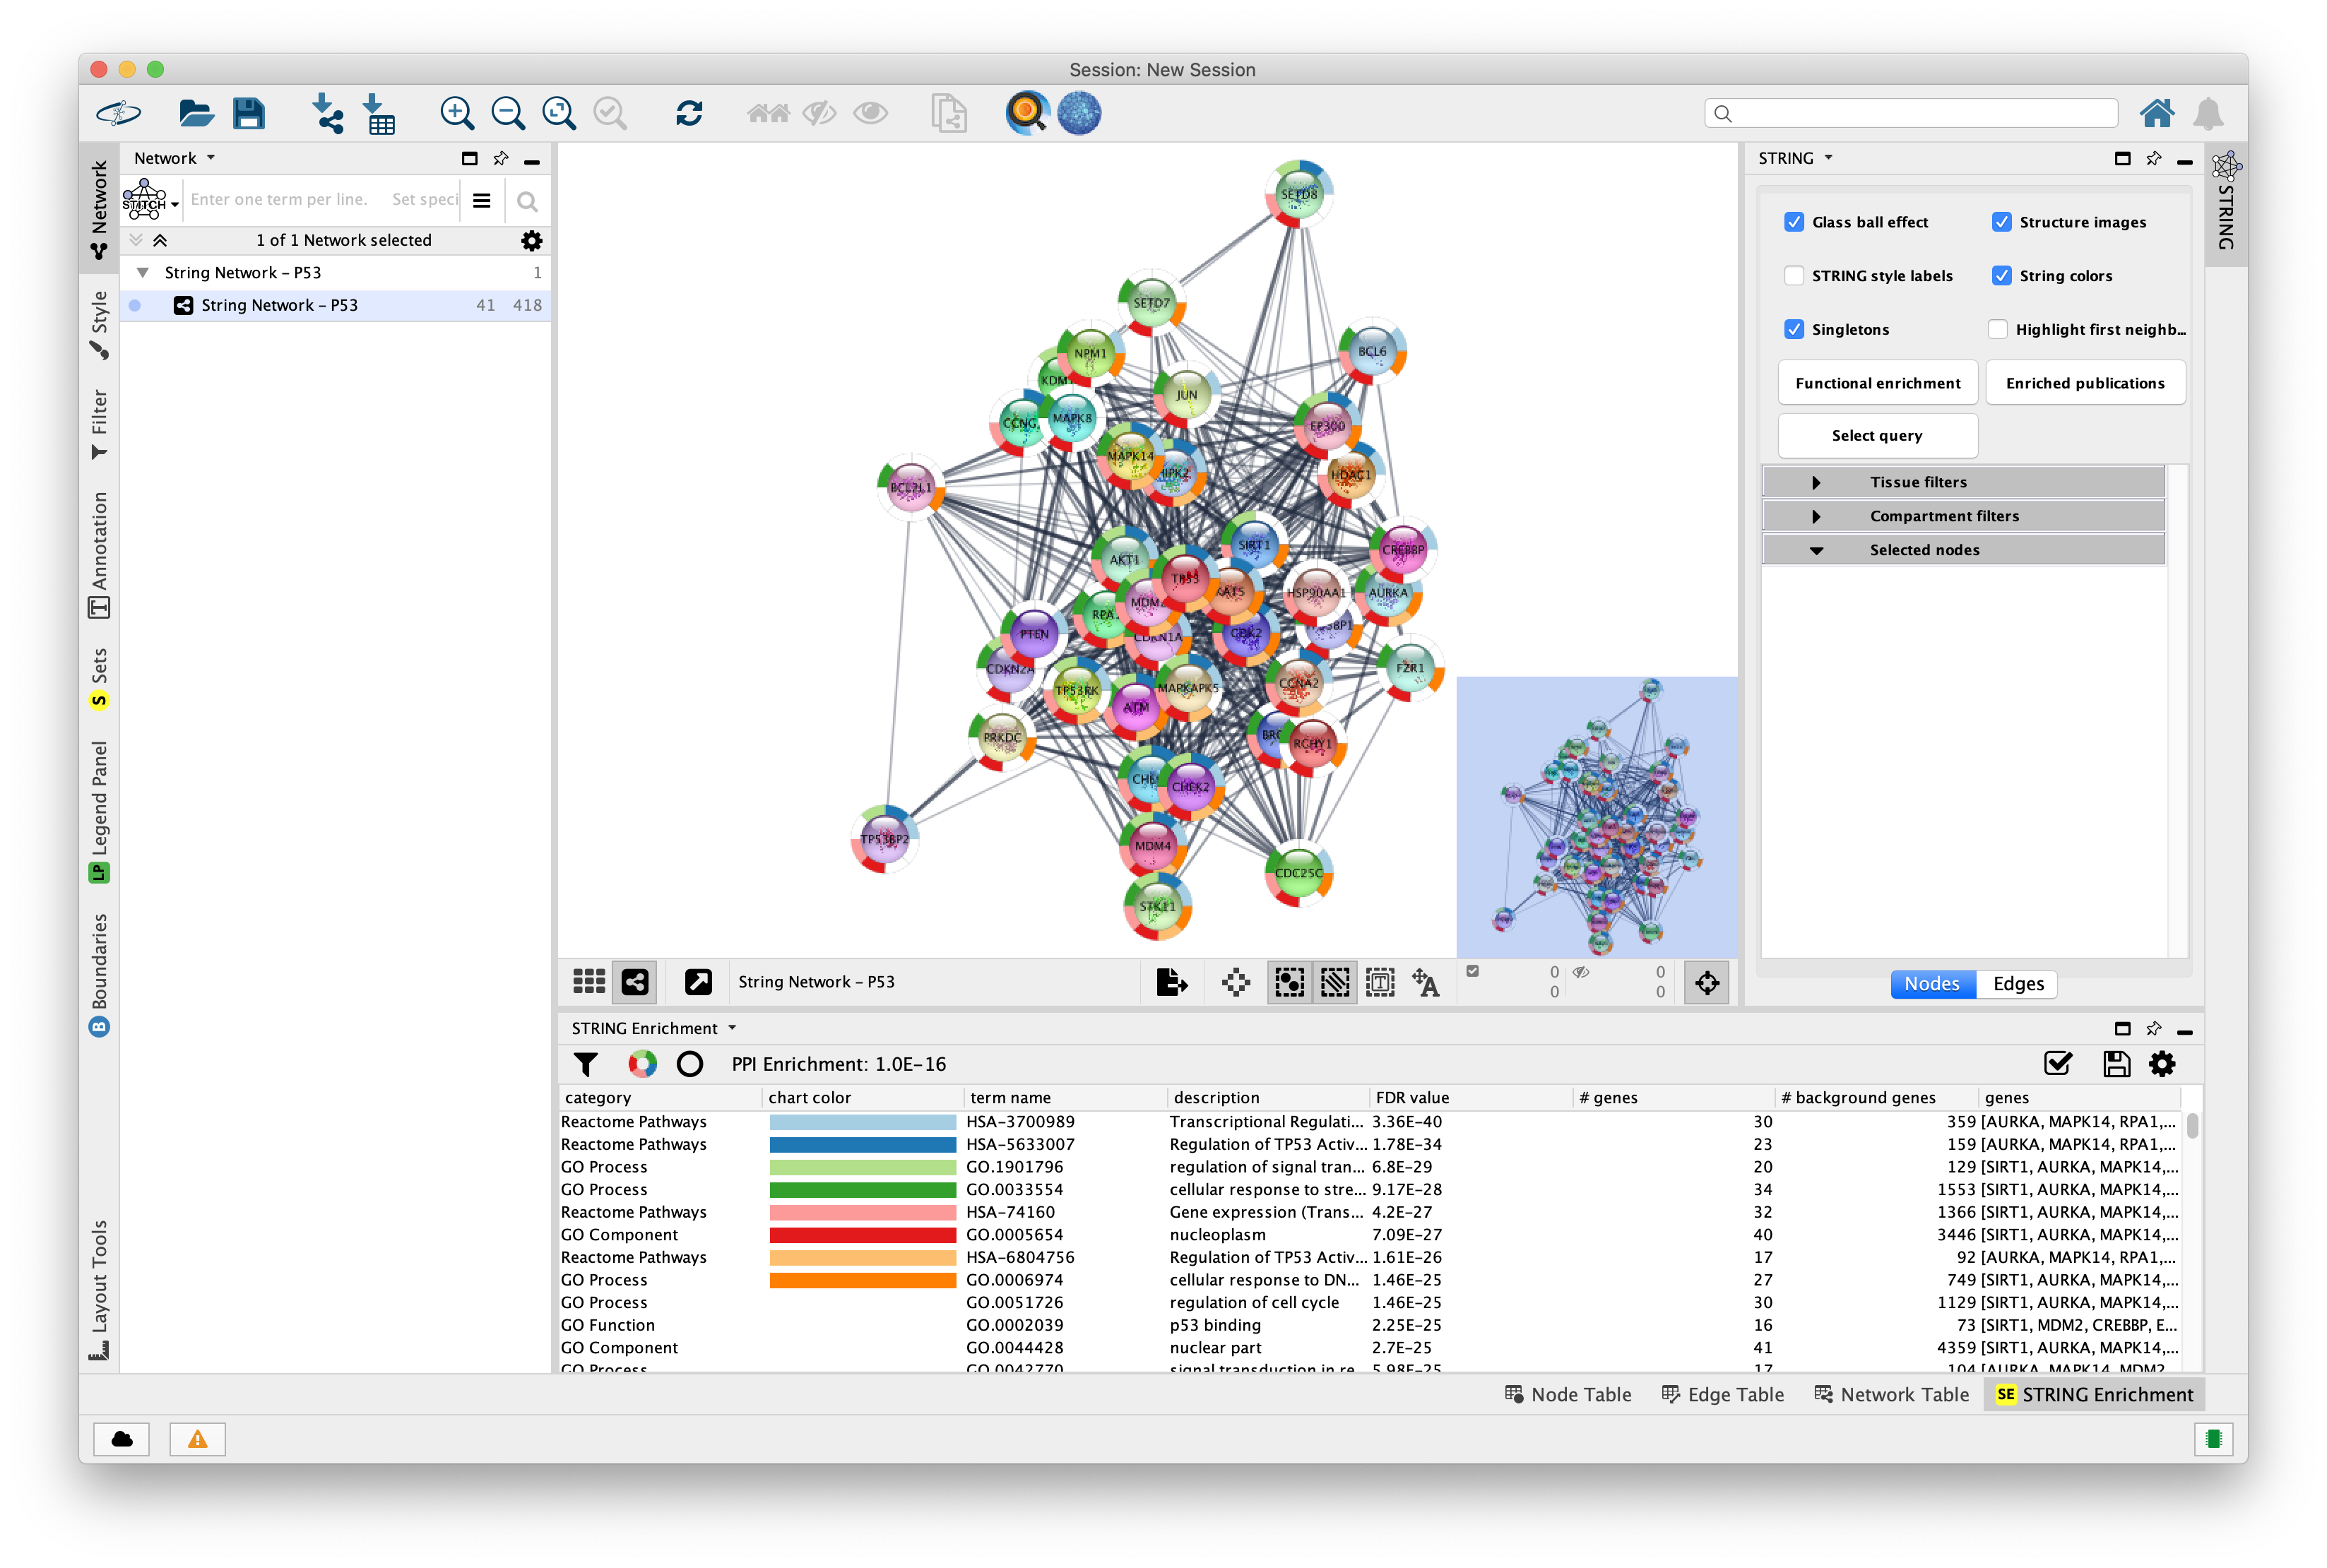 Session: New Session
Network
STITCH
Enter one term per line. Set speci
1 of 1 Network selected
String Network – P53 1
String Network – P53 41 418
Network
Style
Filter
Annotation
Sets
S
Legend Panel
LP
Boundaries
B
Layout Tools
SETD8
SETD7
NPM1
BCL6
JUN
MAPK8
EP300
MAPK14
HIPK2
HDAC1
BCL2L1
AKT1
SIRT1
CREBBP
TP53
KAT5
HSP90AA1
AURKA
MDM2
PTEN
CDKN1A
CDK2
CDKN2A
TP53RK
ATM
MAPKAPK5
CCNA2
FZR1
PRKDC
RCHY1
CHEK2
TP53BP2
MDM4
CDC25C
STK11
String Network – P53
0 0
0 0
STRING
Glass ball effect
Structure images
STRING style labels
String colors
Singletons
Highlight first neighb...
Functional enrichment
Enriched publications
Select query
Tissue filters
Compartment filters
Selected nodes
Nodes Edges
STRING
STRING Enrichment
PPI Enrichment: 1.0E-16
category chart color term name description FDR value # genes # background genes genes
Reactome Pathways HSA-3700989 Transcriptional Regulati... 3.36E-40 30 359 [AURKA, MAPK14, RPA1,...
Reactome Pathways HSA-5633007 Regulation of TP53 Activ... 1.78E-34 23 159 [AURKA, MAPK14, RPA1,...
GO Process GO.1901796 regulation of signal tran... 6.8E-29 20 129 [SIRT1, AURKA, MAPK14,...
GO Process GO.0033554 cellular response to stre... 9.17E-28 34 1553 [SIRT1, AURKA, MAPK14,...
Reactome Pathways HSA-74160 Gene expression (Trans... 4.2E-27 32 1366 [SIRT1, AURKA, MAPK14,...
GO Component GO.0005654 nucleoplasm 7.09E-27 40 3446 [SIRT1, AURKA, MAPK14,...
Reactome Pathways HSA-6804756 Regulation of TP53 Activ... 1.61E-26 17 92 [AURKA, MAPK14, RPA1,...
GO Process GO.0006974 cellular response to DN... 1.46E-25 27 749 [SIRT1, AURKA, MAPK14,...
GO Process GO.0051726 regulation of cell cycle 1.46E-25 30 1129 [SIRT1, AURKA, MAPK14,...
GO Function GO.0002039 p53 binding 2.25E-25 16 73 [SIRT1, MDM2, CREBBP, E...
GO Component GO.0044428 nuclear part 2.7E-25 41 4359 [SIRT1, AURKA, MAPK14,...
GO Process GO.0042770 signal transduction in re... 5.98E-25 17 104 [AURKA, MAPK14, MDM2,...
Node Table Edge Table Network Table SE STRING Enrichment